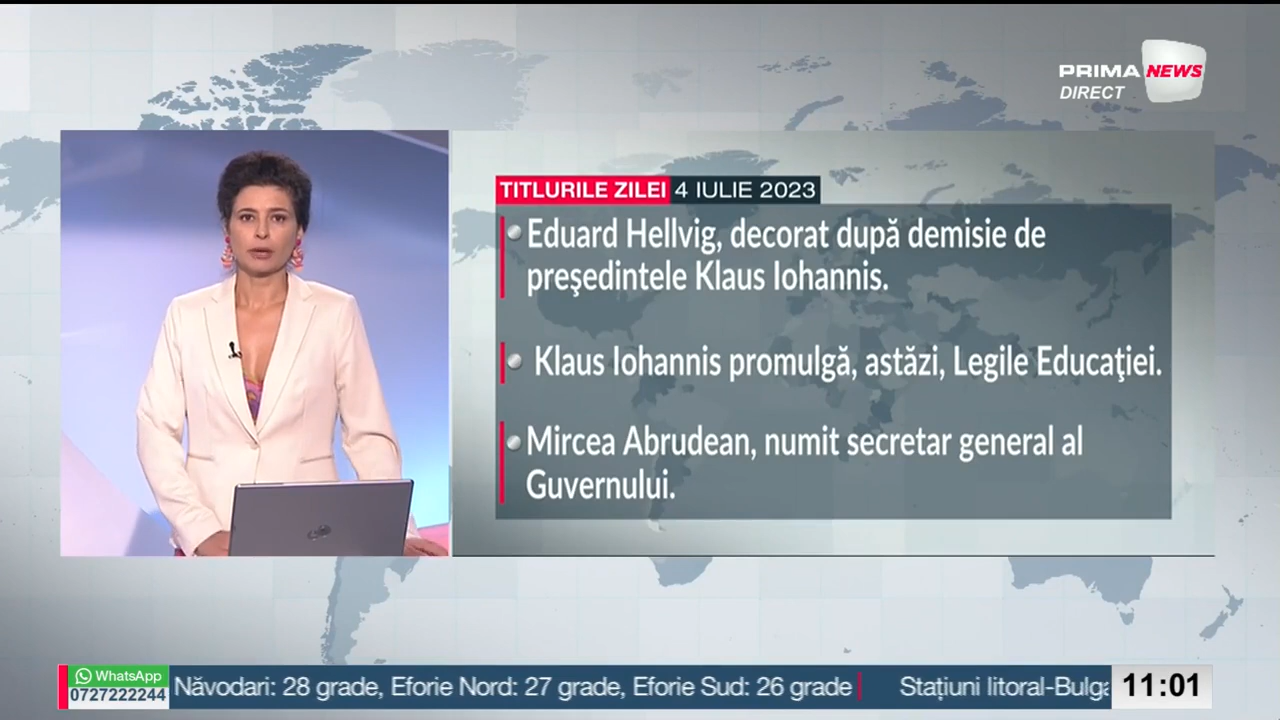 PRIMA NEWS
DIRECT
TITLURILE ZILEI 4 IULIE 2023
Eduard Hellvig, decorat după demisie de
preşedintele Klaus Iohannis.
Klaus Iohannis promulgă, astăzi, Legile Educaţiei.
Mircea Abrudean, numit secretar general al
Guvernului.
WhatsApp
0727222244
Năvodari: 28 grade, Eforie Nord: 27 grade, Eforie Sud: 26 grade
Stațiuni litoral-Bulga
11:01